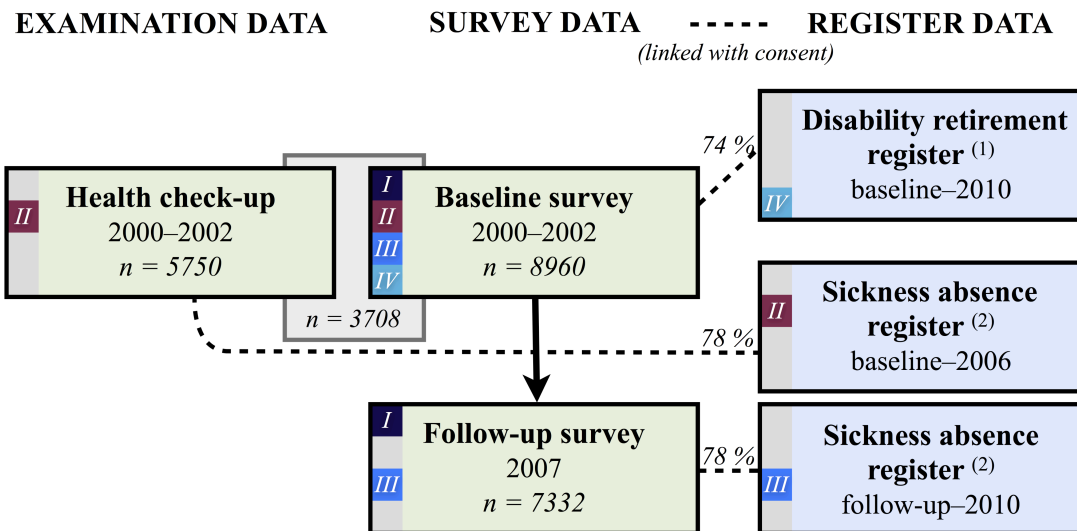 EXAMINATION DATA
SURVEY DATA
REGISTER DATA
(linked with consent)
Disability retirement
register (1)
baseline–2010
IV
74 %
II
Health check-up
2000–2002
n = 5750
I
II
III
IV
Baseline survey
2000–2002
n = 8960
n = 3708
II
Sickness absence
register (2)
baseline–2006
78 %
I
III
Follow-up survey
2007
n = 7332
78 %
III
Sickness absence
register (2)
follow-up–2010